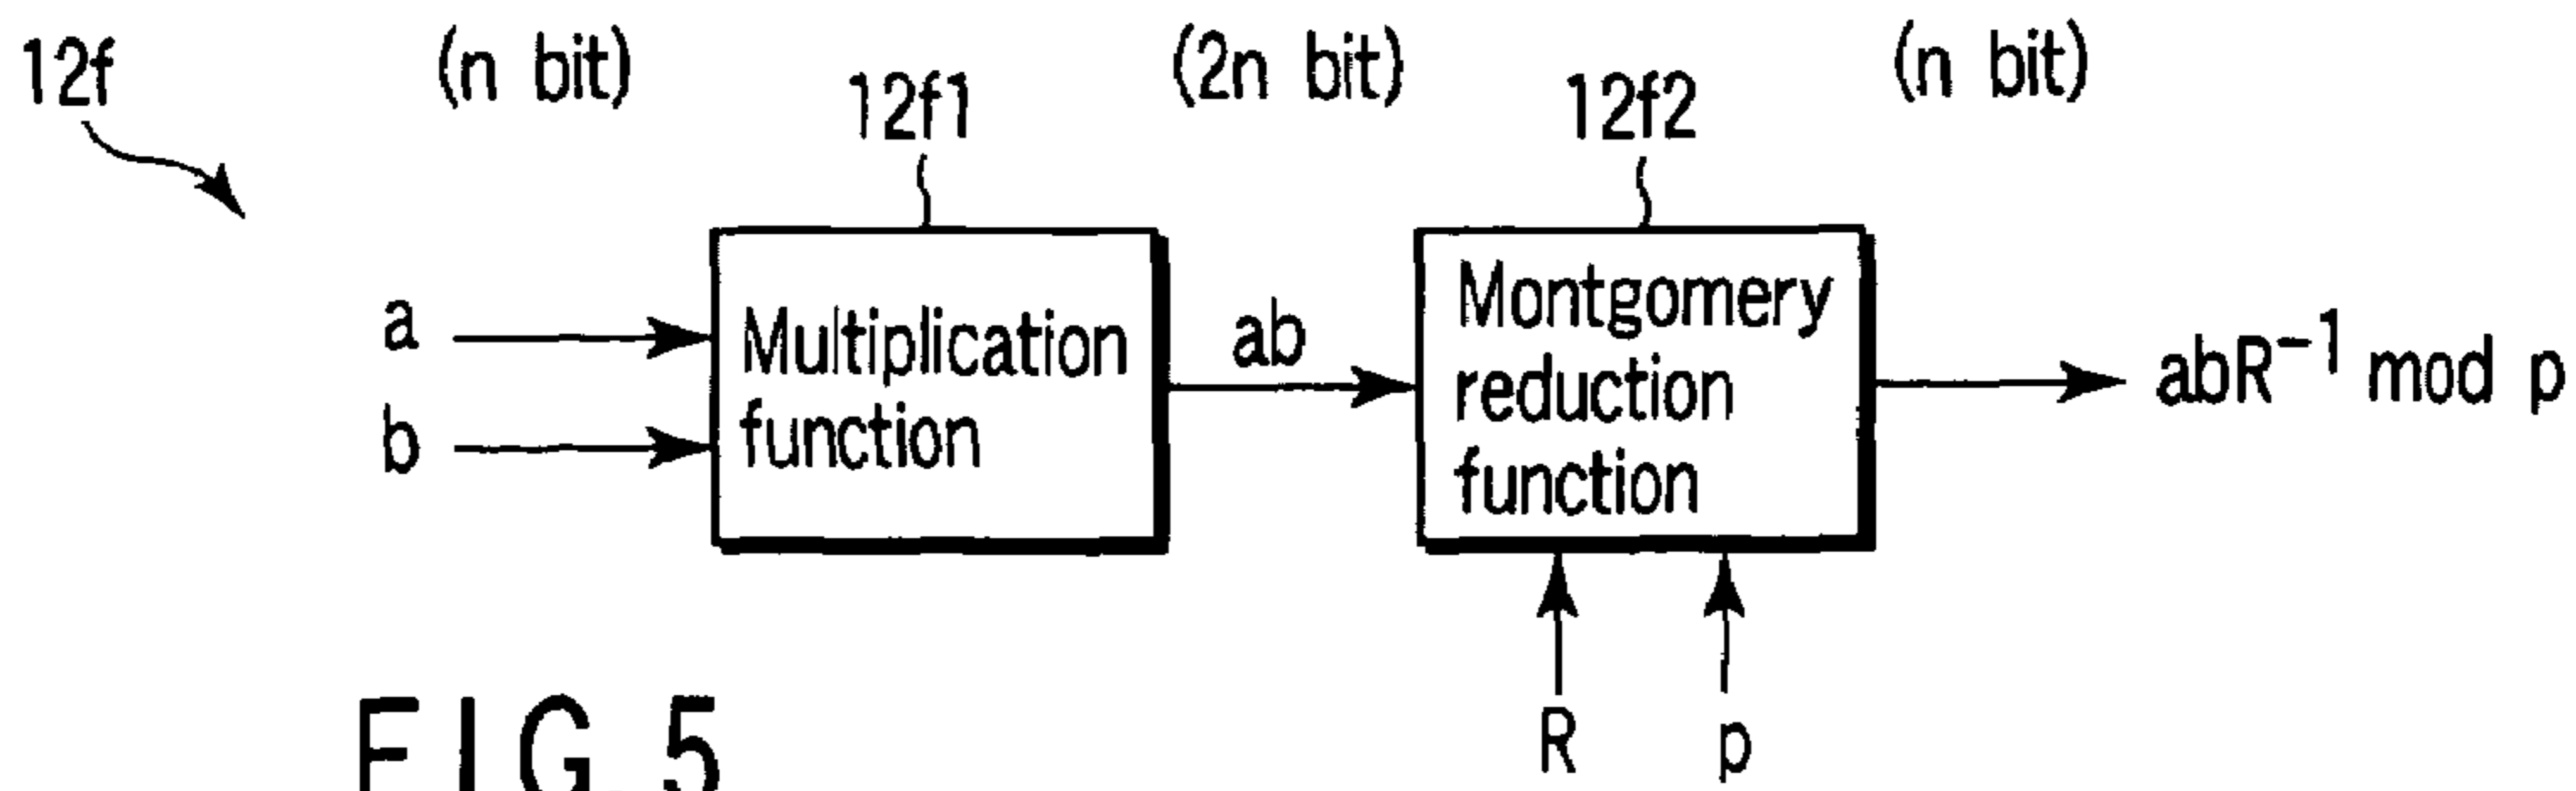 12f
(n bit)
(2n bit)
(n bit)
12f1
12f2
a
b
Multiplication
function
ab
Montgomery
reduction
function
abR⁻¹ mod p
R
p
FIG. 5